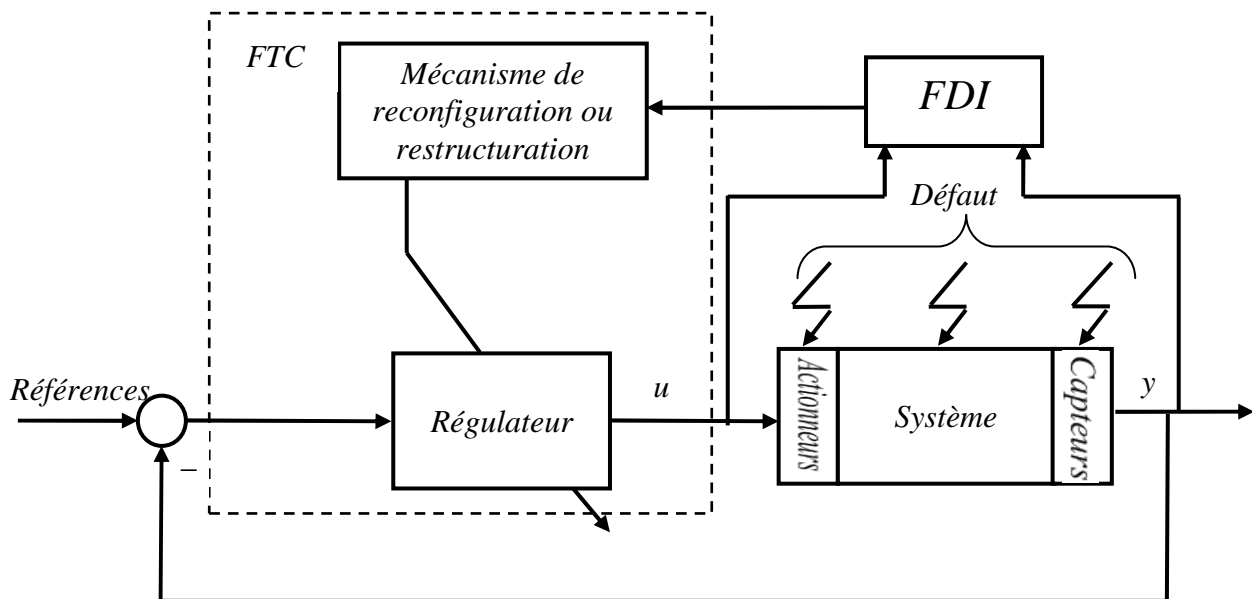 FTC
Mécanisme de
reconfiguration ou
restructuration
FDI
Défaut
Références
–
Régulateur
u
Actionneurs
Système
Capteurs
y